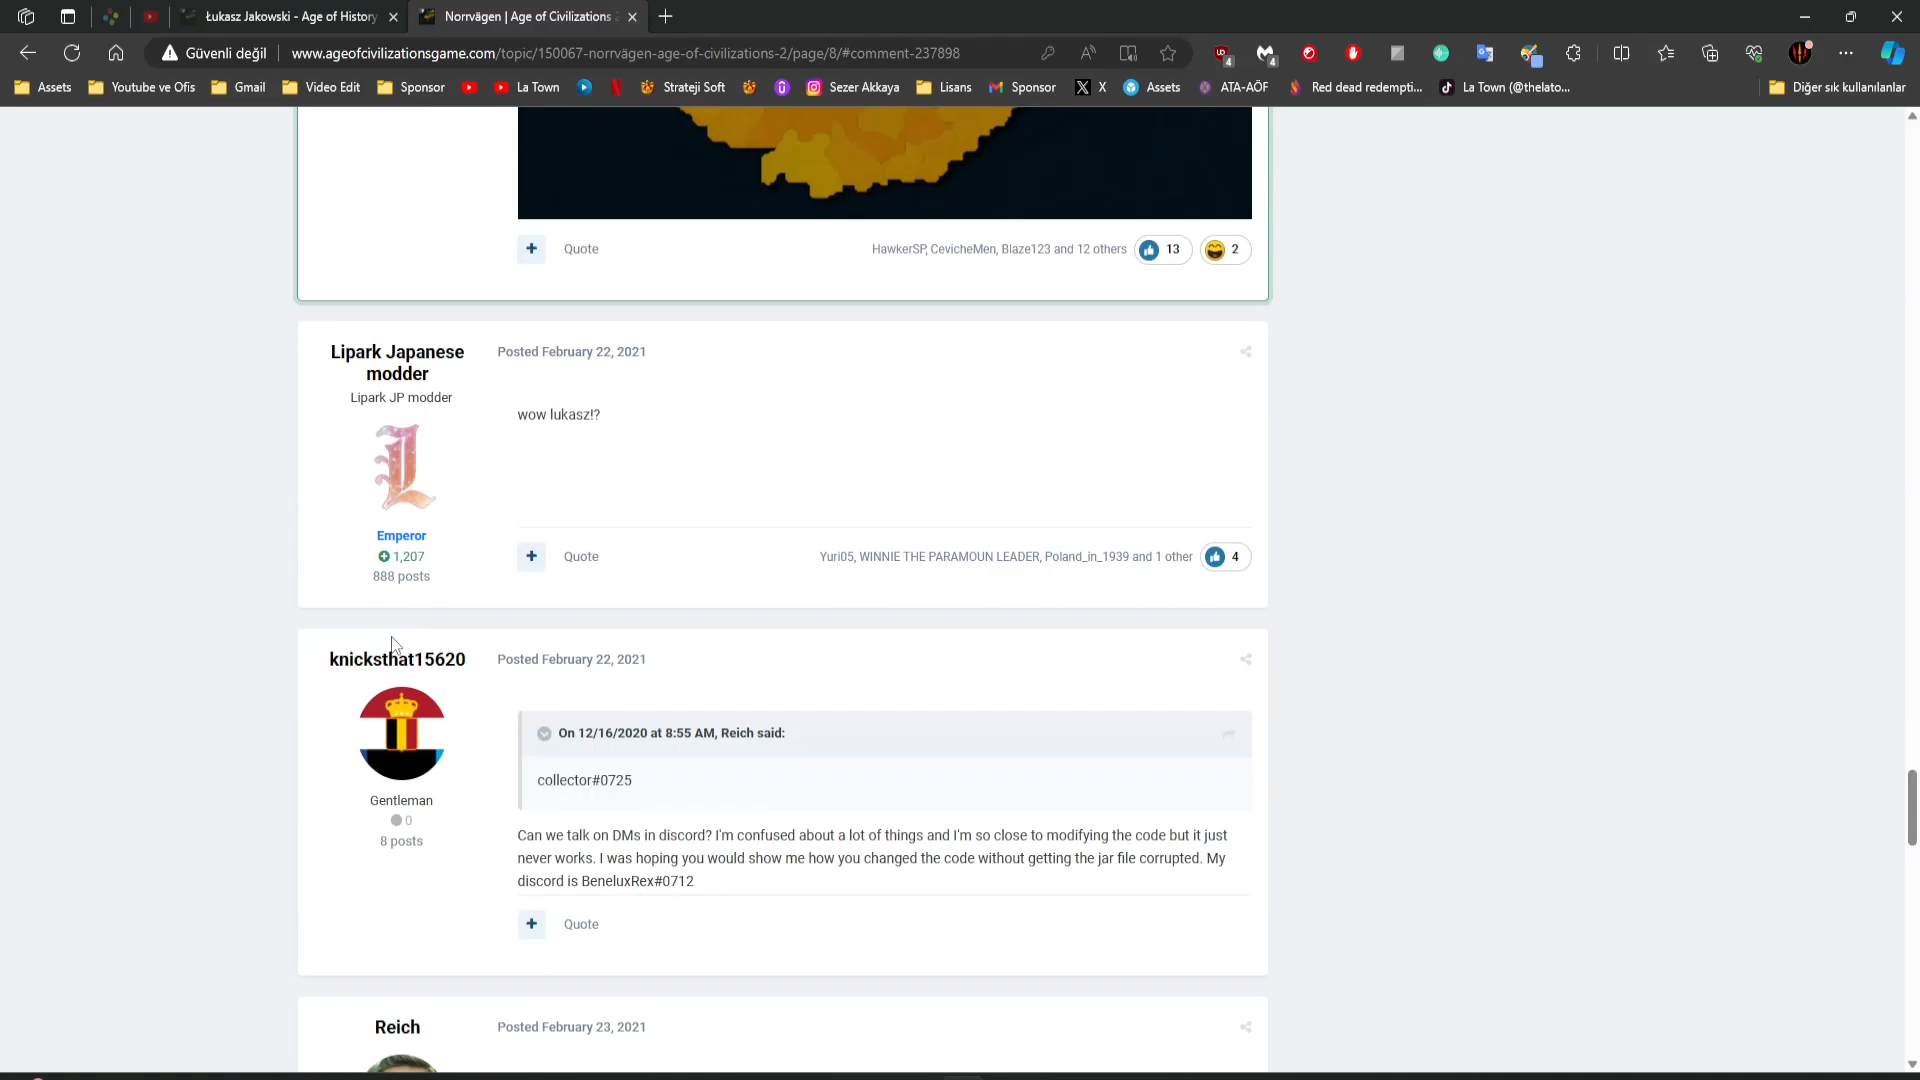 Łukasz Jakowski - Age of History
Norrvägen | Age of Civilizations 2
Güvenli değil
www.ageofcivilizationsgame.com/topic/150067-norrvägen-age-of-civilizations-2/page/8/#comment-237898
4
4
Assets
Youtube ve Ofis
Gmail
Video Edit
Sponsor
La Town
Strateji Soft
Sezer Akkaya
Lisans
Sponsor
X
Assets
ATA-AÖF
Red dead redempti...
La Town (@thelato...
Diğer sık kullanılanlar
+ Quote
HawkerSP, CevicheMen, Blaze123 and 12 others
13
2
Lipark Japanese
modder
Lipark JP modder
L
Emperor
1,207
888 posts
Posted February 22, 2021
wow lukasz!?
+ Quote
Yuri05, WINNIE THE PARAMOUN LEADER, Poland_in_1939 and 1 other
4
knicksthat15620
Gentleman
0
8 posts
Posted February 22, 2021
On 12/16/2020 at 8:55 AM, Reich said:
collector#0725
Can we talk on DMs in discord? I'm confused about a lot of things and I'm so close to modifying the code but it just
never works. I was hoping you would show me how you changed the code without getting the jar file corrupted. My
discord is BeneluxRex#0712
+ Quote
Reich
Posted February 23, 2021